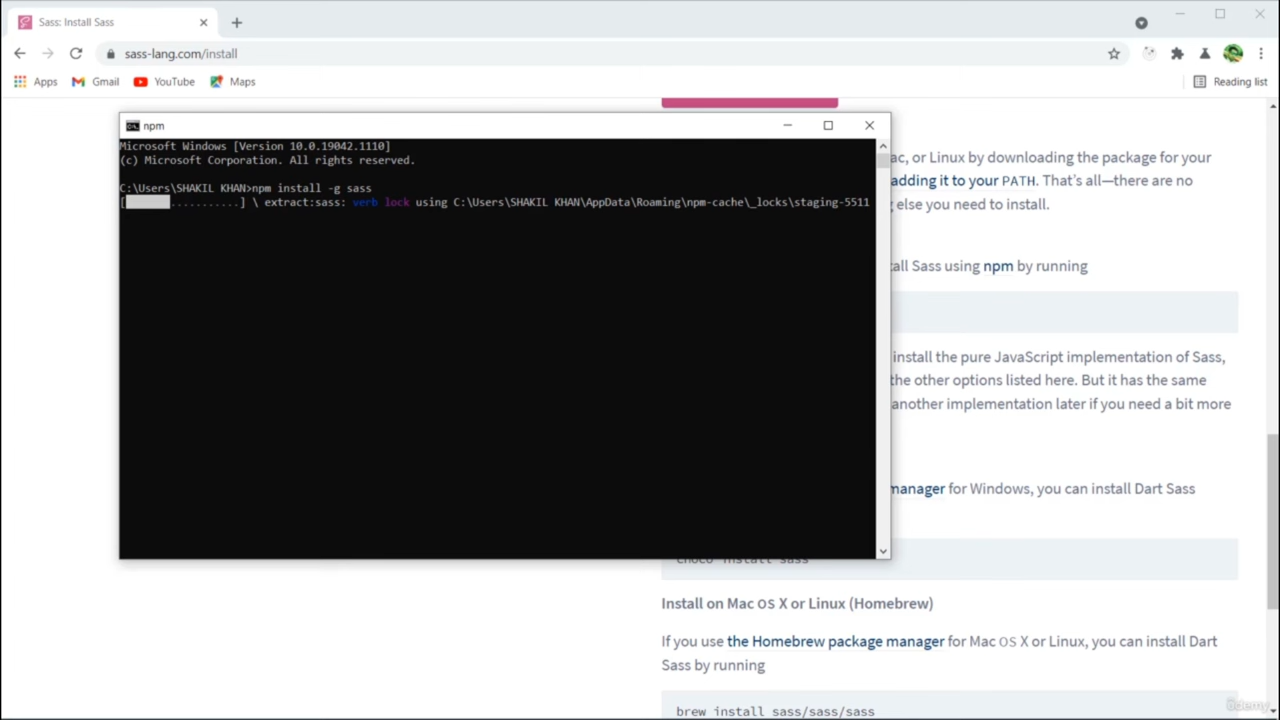 Sass: Install Sass
sass-lang.com/install
Apps
Gmail
YouTube
Maps
Reading list
npm
Microsoft Windows [Version 10.0.19042.1110]
(c) Microsoft Corporation. All rights reserved.
C:\Users\SHAKIL KHAN>npm install -g sass
[ ...........] \ extract:sass: verb lock using C:\Users\SHAKIL KHAN\AppData\Roaming\npm-cache\_locks\staging-5511
ac, or Linux by downloading the package for your
adding it to your PATH. That's all—there are no
else you need to install.
all Sass using npm by running
install the pure JavaScript implementation of Sass,
the other options listed here. But it has the same
another implementation later if you need a bit more
manager for Windows, you can install Dart Sass
choco install sass
Install on Mac OS X or Linux (Homebrew)
If you use the Homebrew package manager for Mac OS X or Linux, you can install Dart
Sass by running
brew install sass/sass/sass
ûdemy